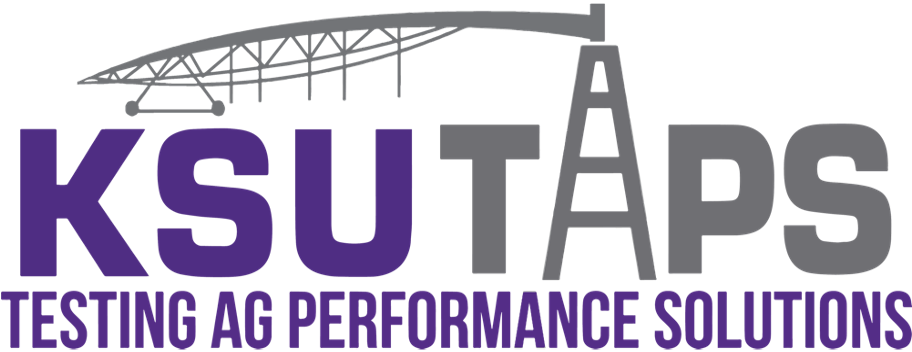 KSUTAPS
TESTING AG PERFORMANCE SOLUTIONS